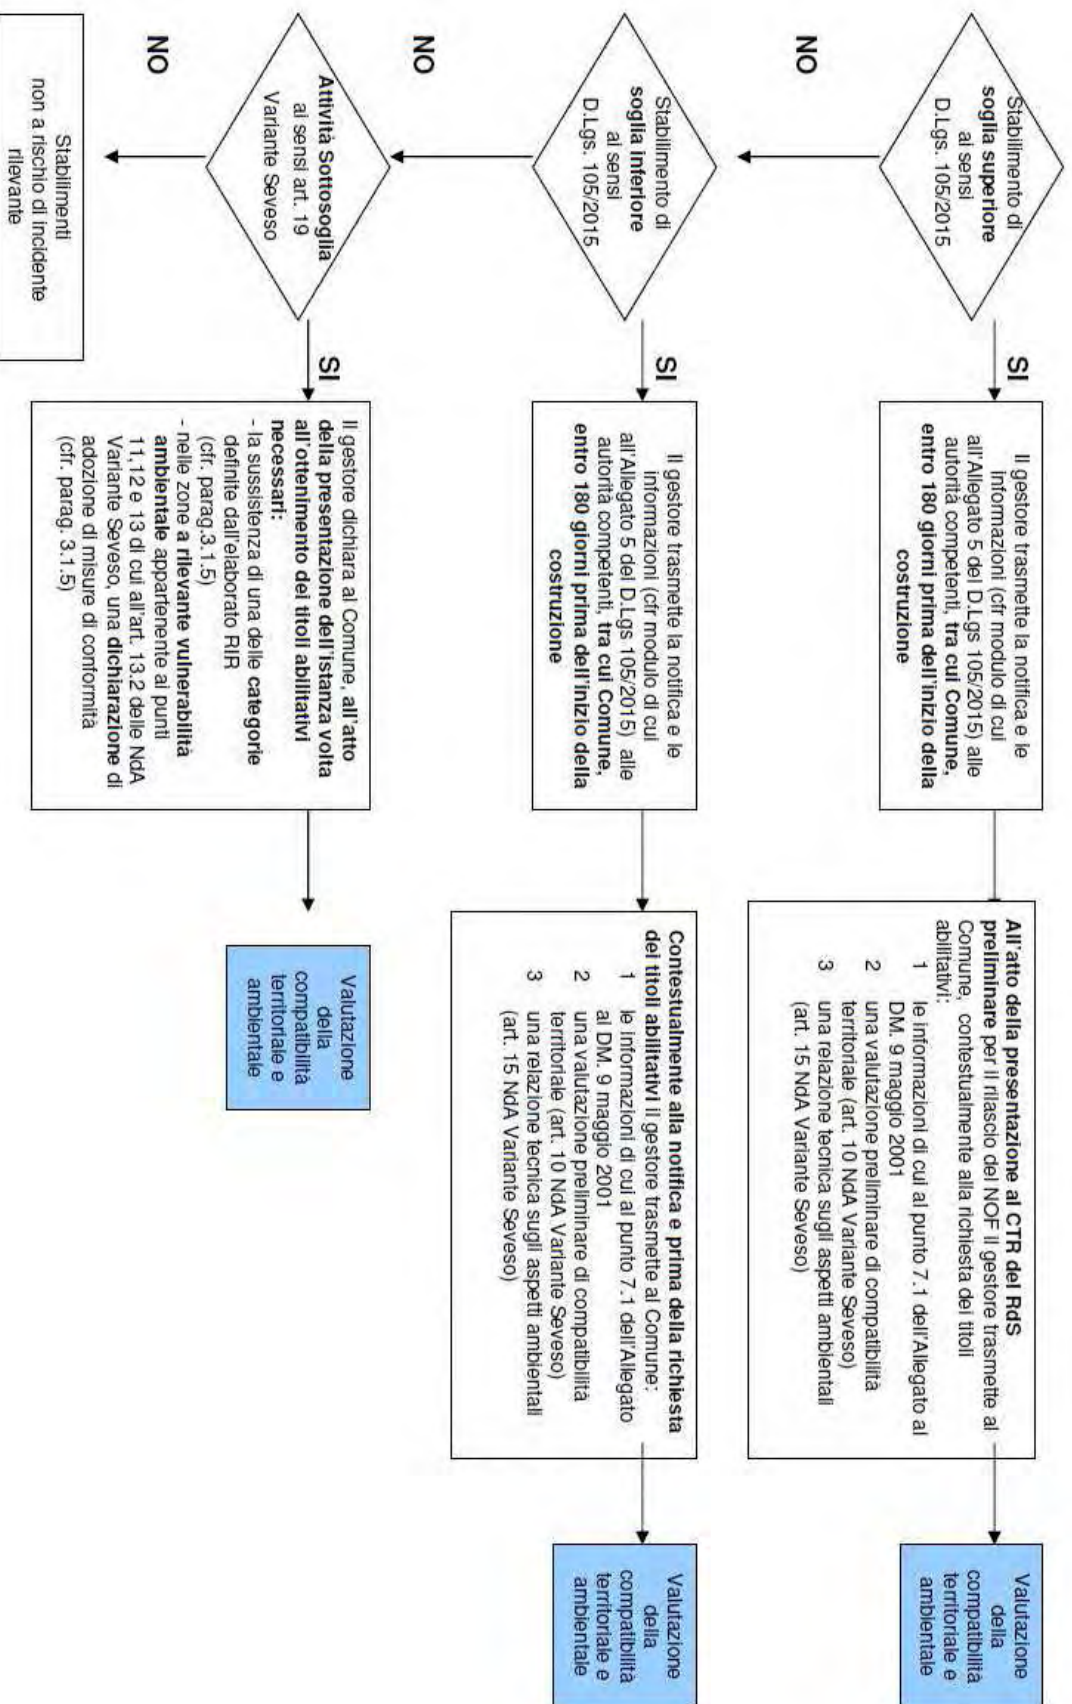 Stabilimento di
soglia superiore
ai sensi
D.Lgs. 105/2015
SI
Il gestore trasmette la notifica e le
informazioni (cfr modulo di cui
all'Allegato 5 del D.Lgs 105/2015) alle
autorità competenti, tra cui Comune,
entro 180 giorni prima dell'inizio della
costruzione
All'atto della presentazione al CTR del RdS
preliminare per il rilascio del NOF il gestore trasmette al
Comune, contestualmente alla richiesta dei titoli
abilitativi:
1 le informazioni di cui al punto 7.1 dell'Allegato al
DM. 9 maggio 2001
2 una valutazione preliminare di compatibilità
territoriale (art. 10 NdA Variante Seveso)
3 una relazione tecnica sugli aspetti ambientali
(art. 15 NdA Variante Seveso)
Valutazione
della
compatibilità
territoriale e
ambientale
NO
Stabilimento di
soglia inferiore
ai sensi
D.Lgs. 105/2015
SI
Il gestore trasmette la notifica e le
informazioni (cfr modulo di cui
all'Allegato 5 del D.Lgs 105/2015) alle
autorità competenti, tra cui Comune,
entro 180 giorni prima dell'inizio della
costruzione
Contestualmente alla notifica e prima della richiesta
dei titoli abilitativi il gestore trasmette al Comune:
1 le informazioni di cui al punto 7.1 dell'Allegato
al DM. 9 maggio 2001
2 una valutazione preliminare di compatibilità
territoriale (art. 10 NdA Variante Seveso)
3 una relazione tecnica sugli aspetti ambientali
(art. 15 NdA Variante Seveso)
Valutazione
della
compatibilità
territoriale e
ambientale
NO
Attività Sottosoglia
ai sensi art. 19
Variante Seveso
SI
Il gestore dichiara al Comune, all'atto
della presentazione dell'istanza volta
all'ottenimento dei titoli abilitativi
necessari:
- la sussistenza di una delle categorie
definite dall'elaborato RIR
(cfr. parag.3.1.5)
- nelle zone a rilevante vulnerabilità
ambientale appartenente ai punti
11,12 e 13 di cui all'art. 13.2 delle NdA
Variante Seveso, una dichiarazione di
adozione di misure di conformità
(cfr. parag. 3.1.5)
Valutazione
della
compatibilità
territoriale e
ambientale
NO
Stabilimenti
non a rischio di incidente
rilevante